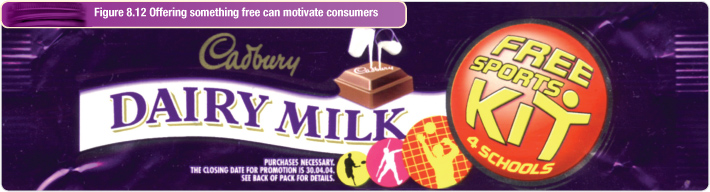 Figure 8.12 Offering something free can motivate consumers
Cadbury
Cadbury
DAIRY MILK
FREE
SPORTS
KiT
4 SCHOOLS
PURCHASES NECESSARY.
THE CLOSING DATE FOR PROMOTION IS 30.04.04.
SEE BACK OF PACK FOR DETAILS.